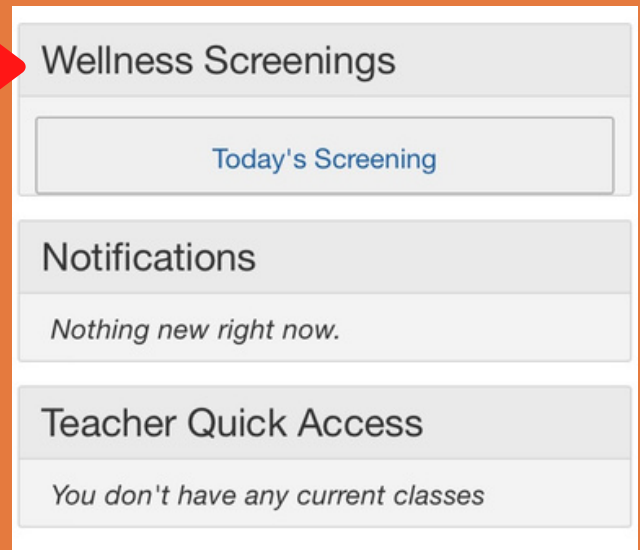 Wellness Screenings
Today's Screening
Notifications
Nothing new right now.
Teacher Quick Access
You don't have any current classes